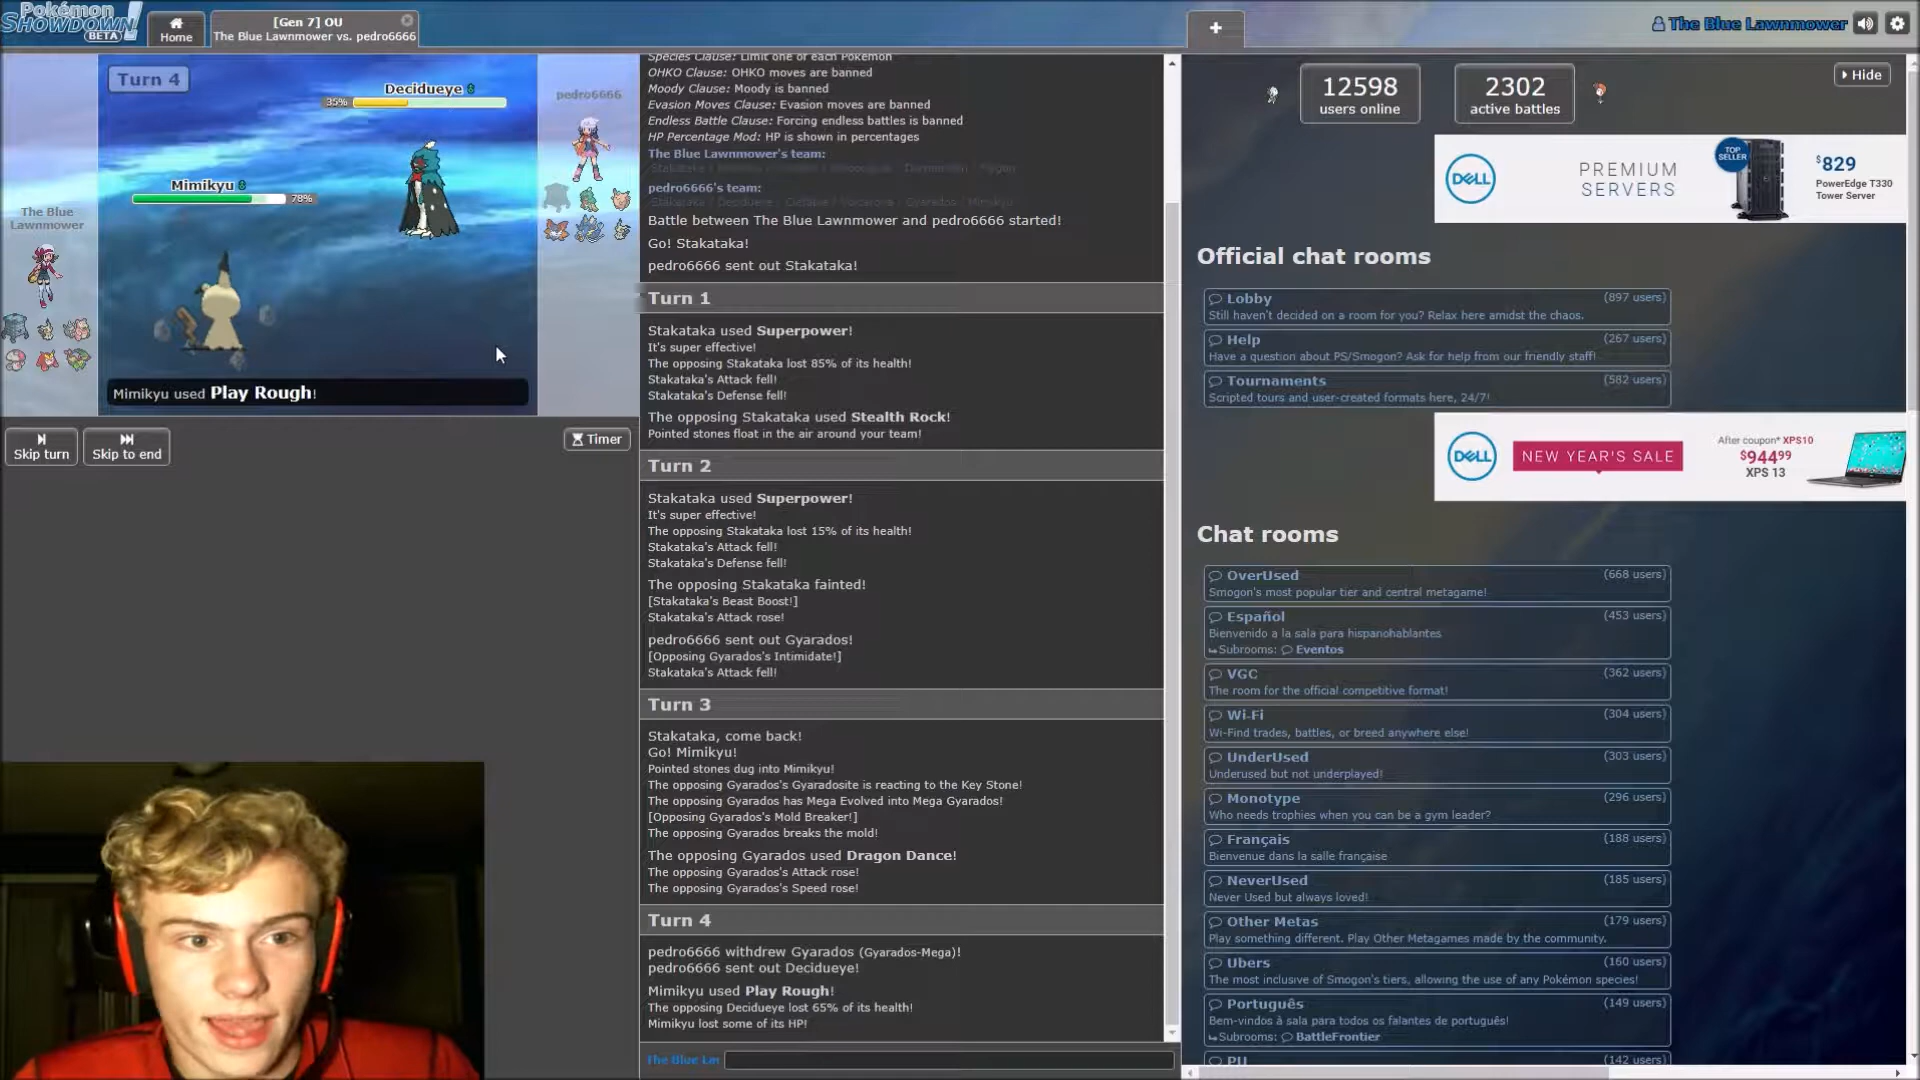 Pokémon
SHOWDOWN!
BETA
Home
[Gen 7] OU
The Blue Lawnmower vs. pedro6666
+
The Blue Lawnmower
Turn 4
Decidueye
35%
Mimikyu
78%
The Blue
Lawnmower
pedro6666
Mimikyu used Play Rough!
Skip turn
Skip to end
Timer
Species Clause: Limit one of each Pokémon
OHKO Clause: OHKO moves are banned
Moody Clause: Moody is banned
Evasion Moves Clause: Evasion moves are banned
Endless Battle Clause: Forcing endless battles is banned
HP Percentage Mod: HP is shown in percentages
The Blue Lawnmower's team:
pedro6666's team:
Battle between The Blue Lawnmower and pedro6666 started!
Go! Stakataka!
pedro6666 sent out Stakataka!
Turn 1
Stakataka used Superpower!
It's super effective!
The opposing Stakataka lost 85% of its health!
Stakataka's Attack fell!
Stakataka's Defense fell!
The opposing Stakataka used Stealth Rock!
Pointed stones float in the air around your team!
Turn 2
Stakataka used Superpower!
It's super effective!
The opposing Stakataka lost 15% of its health!
Stakataka's Attack fell!
Stakataka's Defense fell!
The opposing Stakataka fainted!
[Stakataka's Beast Boost!]
Stakataka's Attack rose!
pedro6666 sent out Gyarados!
[Opposing Gyarados's Intimidate!]
Stakataka's Attack fell!
Turn 3
Stakataka, come back!
Go! Mimikyu!
Pointed stones dug into Mimikyu!
The opposing Gyarados's Gyaradosite is reacting to the Key Stone!
The opposing Gyarados has Mega Evolved into Mega Gyarados!
[Opposing Gyarados's Mold Breaker!]
The opposing Gyarados breaks the mold!
The opposing Gyarados used Dragon Dance!
The opposing Gyarados's Attack rose!
The opposing Gyarados's Speed rose!
Turn 4
pedro6666 withdrew Gyarados (Gyarados-Mega)!
pedro6666 sent out Decidueye!
Mimikyu used Play Rough!
The opposing Decidueye lost 65% of its health!
Mimikyu lost some of its HP!
The Blue La
12598
users online
2302
active battles
Hide
DELL
PREMIUM
SERVERS
TOP
SELLER
$829
PowerEdge T330
Tower Server
Official chat rooms
Lobby (897 users)
Still haven't decided on a room for you? Relax here amidst the chaos.
Help (267 users)
Have a question about PS/Smogon? Ask for help from our friendly staff!
Tournaments (582 users)
Scripted tours and user-created formats here, 24/7!
DELL
NEW YEAR'S SALE
After coupon* XPS10
$944.99
XPS 13
Chat rooms
OverUsed (668 users)
Smogon's most popular tier and central metagame!
Español (453 users)
Bienvenido a la sala para hispanohablantes
Subrooms: Eventos
VGC (362 users)
The room for the official competitive format!
Wi-Fi (304 users)
Wi-Find trades, battles, or breed anywhere else!
UnderUsed (303 users)
Underused but not underplayed!
Monotype (296 users)
Who needs trophies when you can be a gym leader?
Français (188 users)
Bienvenue dans la salle française
NeverUsed (185 users)
Never Used but always loved!
Other Metas (179 users)
Play something different. Play Other Metagames made by the community.
Ubers (160 users)
The most inclusive of Smogon's tiers, allowing the use of any Pokémon species!
Português (149 users)
Bem-vindos à sala para todos os falantes de português!
Subrooms: BattleFrontier
PU (142 users)